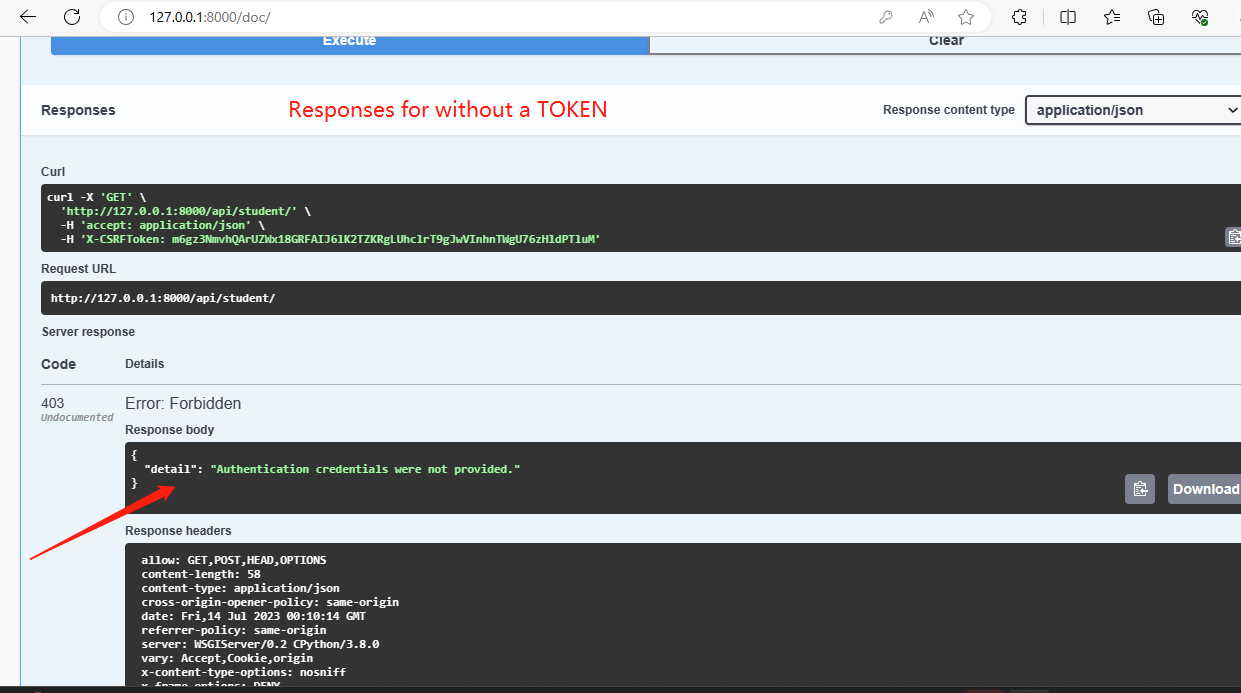 127.0.0.1:8000/doc/
Execute
Clear
Responses
Responses for without a TOKEN
Response content type
application/json
Curl
curl -X 'GET' \
'http://127.0.0.1:8000/api/student/' \
-H 'accept: application/json' \
-H 'X-CSRFToken: m6gz3NmvhQArUZWx18GRFAIJ6lK2TZKRgLUhclrT9gJwVInhnTWgU76zHldPTluM'
Request URL
http://127.0.0.1:8000/api/student/
Server response
Code
Details
403
Undocumented
Error: Forbidden
Response body
{
"detail": "Authentication credentials were not provided."
}
Download
Response headers
allow: GET,POST,HEAD,OPTIONS
content-length: 58
content-type: application/json
cross-origin-opener-policy: same-origin
date: Fri,14 Jul 2023 00:10:14 GMT
referrer-policy: same-origin
server: WSGIServer/0.2 CPython/3.8.0
vary: Accept,Cookie,origin
x-content-type-options: nosniff
x-frame-options: DENY